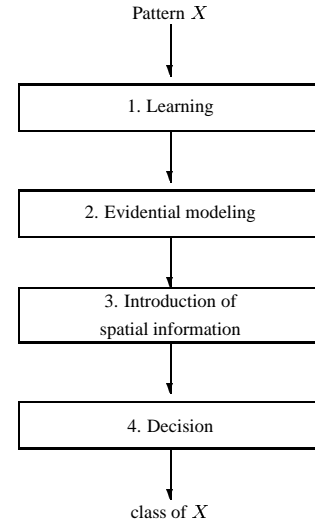 Pattern X
1. Learning
2. Evidential modeling
3. Introduction of
spatial information
4. Decision
class of X